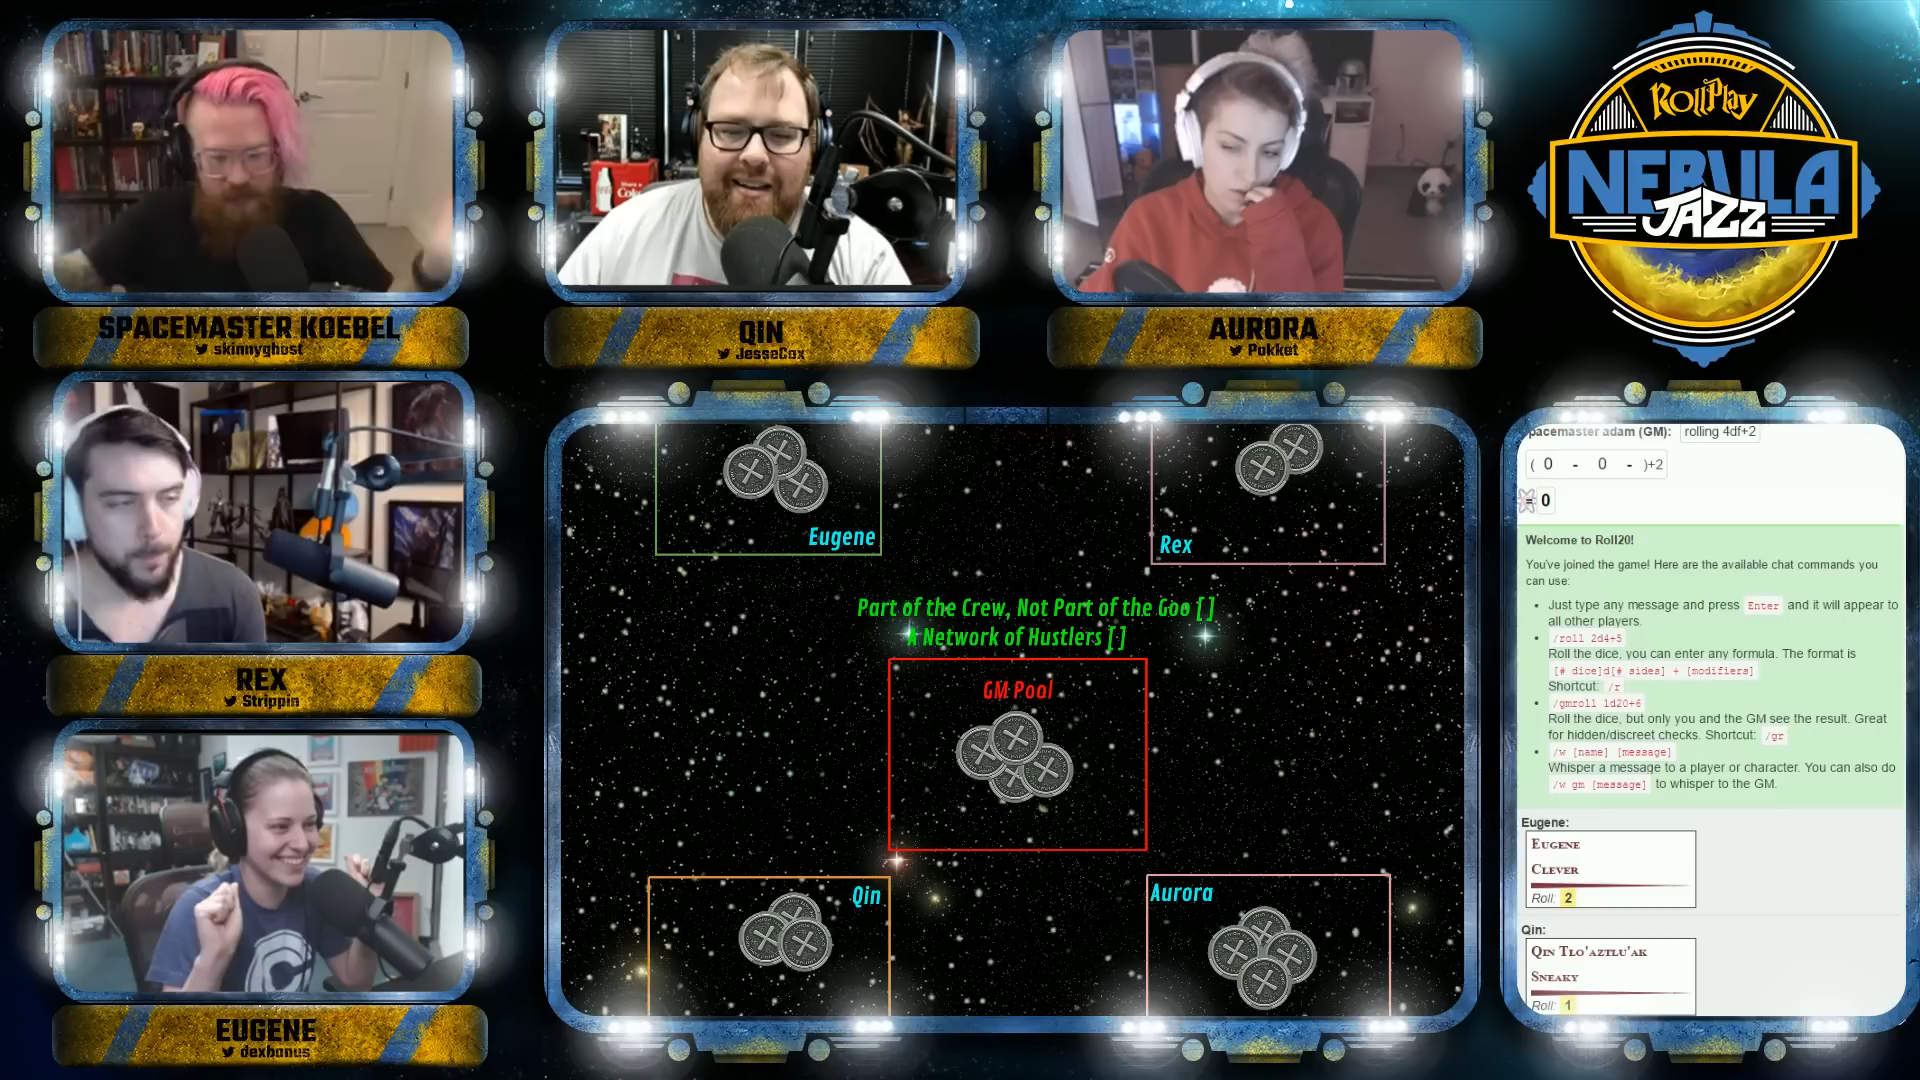 SPACEMASTER KOEBEL
skinnyghost
QIN
JesseCox
AURORA
Pokket
ROLLPLAY
NEBULA
JAZZ
REX
Strippin
EUGENE
dexbonus
Eugene
Rex
Part of the Crew, Not Part of the Goo [ ]
A Network of Hustlers [ ]
GM Pool
Qin
Aurora
pacemaster adam (GM): rolling 4df+2
( 0 - 0 - )+2
= 0
Welcome to Roll20!
You've joined the game! Here are the available chat commands you
can use:
• Just type any message and press Enter and it will appear to
all other players.
• /roll 2d4+5
Roll the dice, you can enter any formula. The format is
[# dice]d[# sides] + [modifiers]
Shortcut: /r
• /gmroll 1d20+6
Roll the dice, but only you and the GM see the result. Great
for hidden/discreet checks. Shortcut: /gr
• /w [name] [message]
Whisper a message to a player or character. You can also do
/w gm [message] to whisper to the GM.
Eugene:
EUGENE
CLEVER
Roll: 2
Qin:
QIN TLO'AZTLU'AK
SNEAKY
Roll: 1